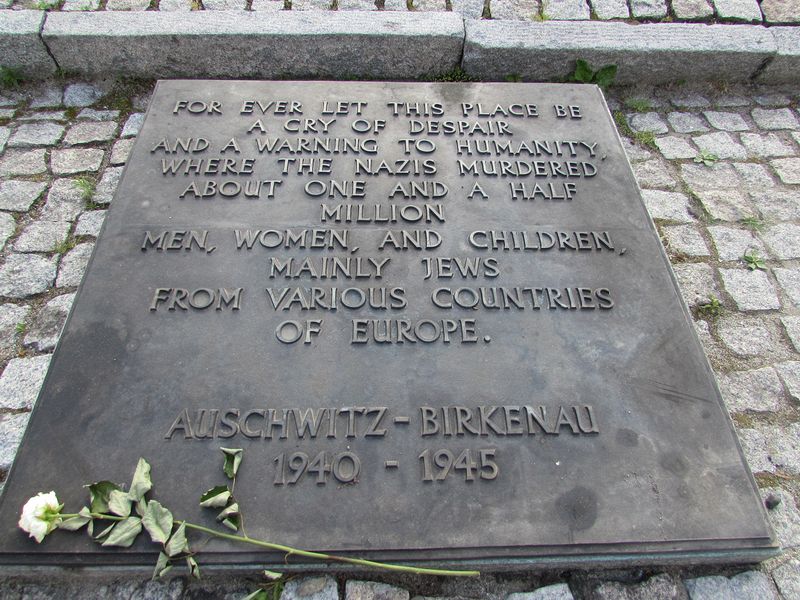 FOR EVER LET THIS PLACE BE
A CRY OF DESPAIR
AND A WARNING TO HUMANITY,
WHERE THE NAZIS MURDERED
ABOUT ONE AND A HALF
MILLION
MEN, WOMEN, AND CHILDREN,
MAINLY JEWS
FROM VARIOUS COUNTRIES
OF EUROPE.
AUSCHWITZ - BIRKENAU
1940 - 1945